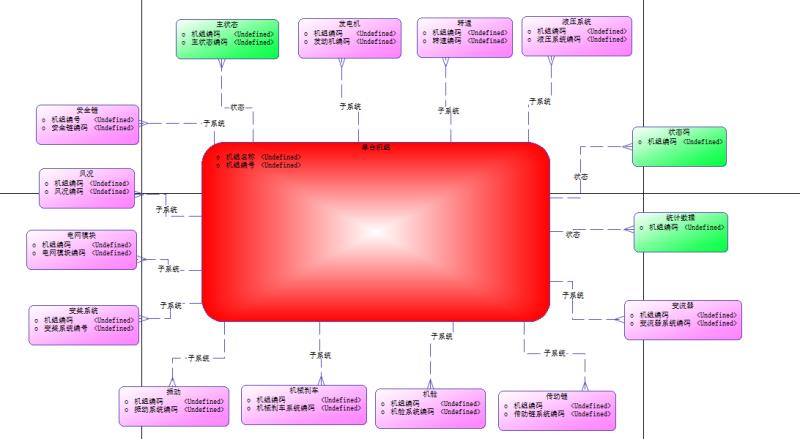 主状态
o 机组编码 <Undefined>
o 主状态编码 <Undefined>
发电机
o 机组编码 <Undefined>
o 发动机编码 <Undefined>
o 机组编码 <Undefined>
液压系统
o 机组编码 <Undefined>
o 液压系统编码 <Undefined>
状态
子系统
子系统
子系统
安全链
o 机组编号 <Undefined>
o 安全链编码 <Undefined>
子系统
单台机组
o 机组名称 <Undefined>
o 机组编号 <Undefined>
状态码
o 机组编码 <Undefined>
状态
风况
o 机组编码 <Undefined>
o 风况编码 <Undefined>
子系统
统计数据
o 机组编码 <Undefined>
状态
电网模块
o 机组编码 <Undefined>
o 电网模块编码 <Undefined>
子系统
变桨系统
o 机组编码 <Undefined>
o 变桨系统编号 <Undefined>
子系统
子系统
变流器
o 机组编码 <Undefined>
o 变流器系统编码 <Undefined>
子系统
子系统
子系统
子系统
振动
o 机组编码 <Undefined>
o 振动系统编码 <Undefined>
机械刹车
o 机组编码 <Undefined>
o 机械刹车系统编码 <Undefined>
机舱
o 机组编码 <Undefined>
o 机舱系统编码 <Undefined>
传动链
o 机组编码 <Undefined>
o 传动链系统编码 <Undefined>